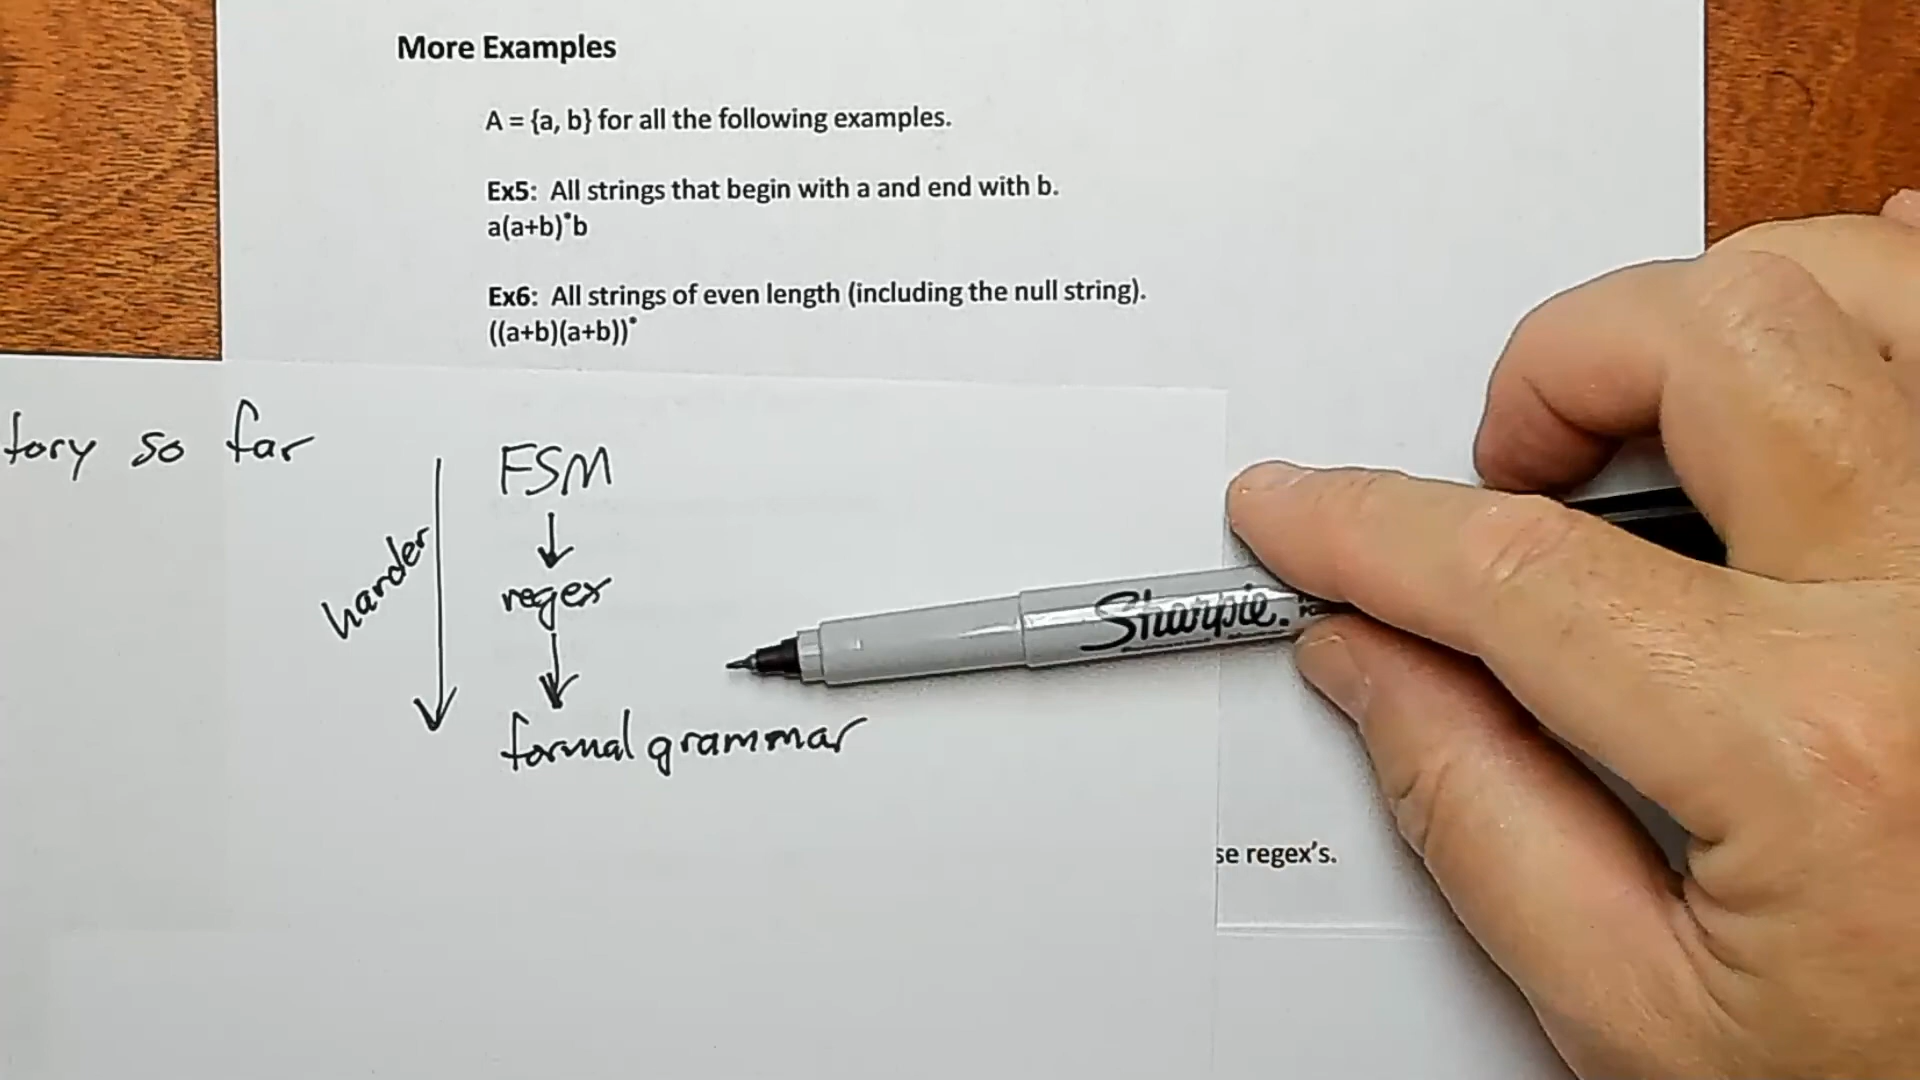 More Examples
A = {a, b} for all the following examples.
Ex5: All strings that begin with a and end with b.
a(a+b)*b
Ex6: All strings of even length (including the null string).
((a+b)(a+b))*
tory so far
harder
FSM
regex
formal grammar
Sharpie.
se regex's.